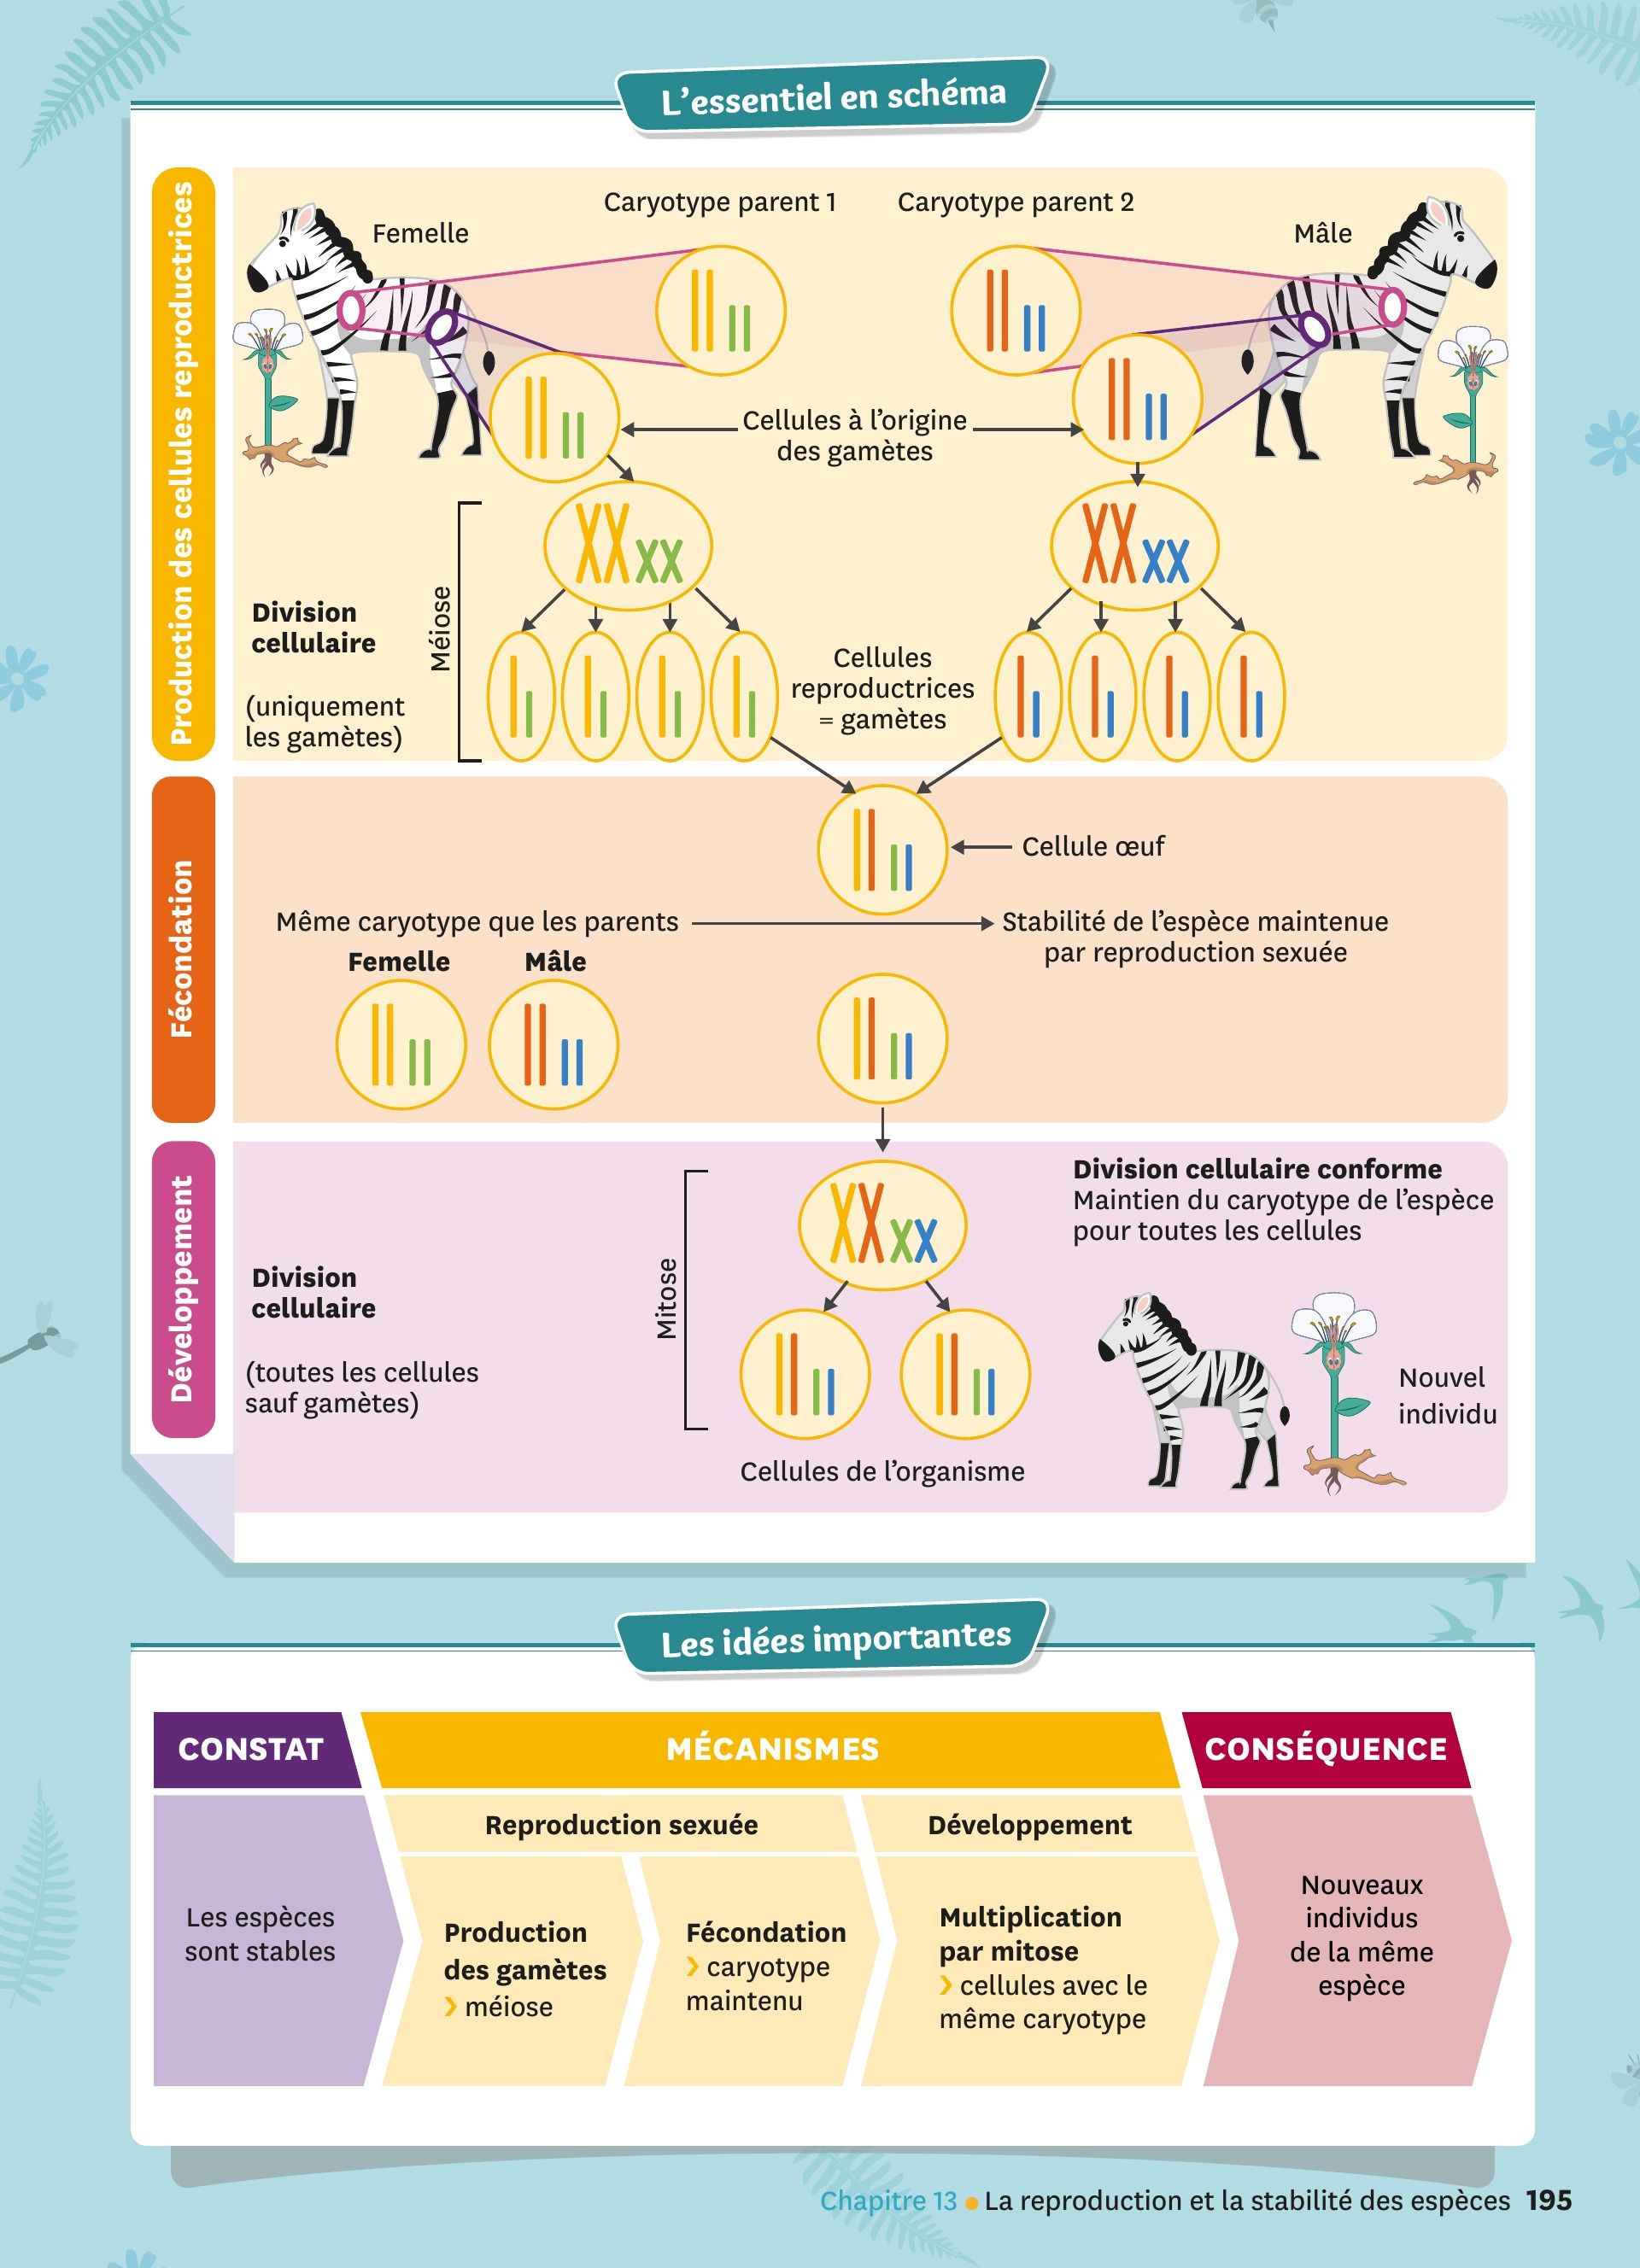 L'essentiel en schéma
Production des cellules reproductrices
Femelle
Caryotype parent 1
Caryotype parent 2
Mâle
Cellules à l'origine
des gamètes
Division
cellulaire
(uniquement
les gamètes)
Méiose
Cellules
reproductrices
= gamètes
Fécondation
Cellule œuf
Même caryotype que les parents
Stabilité de l'espèce maintenue
par reproduction sexuée
Femelle
Mâle
Développement
Division
cellulaire
(toutes les cellules
sauf gamètes)
Mitose
Division cellulaire conforme
Maintien du caryotype de l'espèce
pour toutes les cellules
Nouvel
individu
Cellules de l'organisme
Les idées importantes
CONSTAT
MÉCANISMES
CONSÉQUENCE
Reproduction sexuée
Développement
Les espèces
sont stables
Production
des gamètes
› méiose
Fécondation
› caryotype
maintenu
Multiplication
par mitose
› cellules avec le
même caryotype
Nouveaux
individus
de la même
espèce
Chapitre 13 • La reproduction et la stabilité des espèces 195